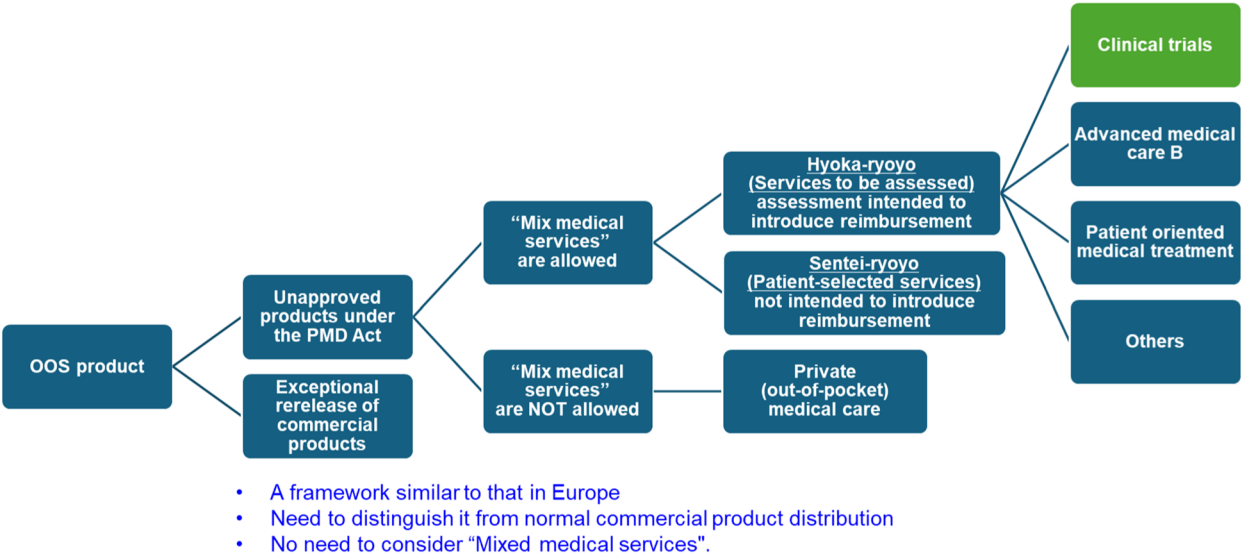 OOS product
Unapproved
products under
the PMD Act
Exceptional
rerelease of
commercial
products
“Mix medical
services”
are allowed
“Mix medical
services”
are NOT allowed
Hyoka-ryoyo
(Services to be assessed)
assessment intended to
introduce reimbursement
Sentei-ryoyo
(Patient-selected services)
not intended to introduce
reimbursement
Private
(out-of-pocket)
medical care
Clinical trials
Advanced medical
care B
Patient oriented
medical treatment
Others
• A framework similar to that in Europe
• Need to distinguish it from normal commercial product distribution
• No need to consider “Mixed medical services".